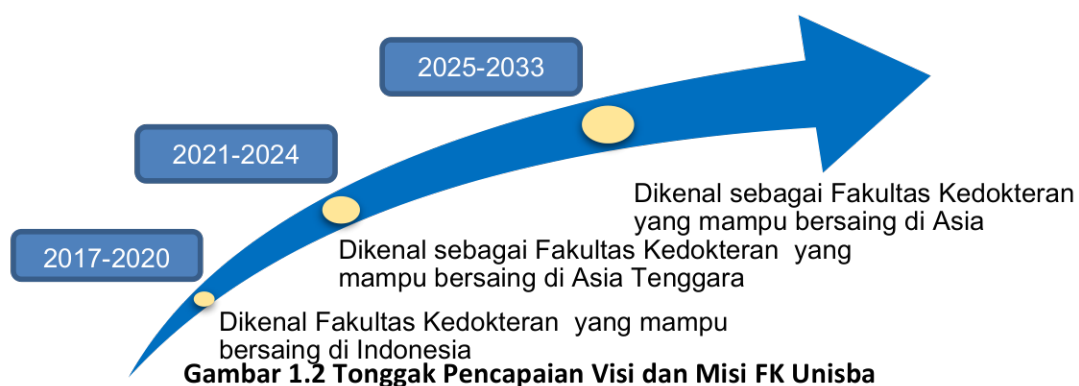 2025-2033
2021-2024
Dikenal sebagai Fakultas Kedokteran
yang mampu bersaing di Asia
2017-2020
Dikenal sebagai Fakultas Kedokteran yang
mampu bersaing di Asia Tenggara
Dikenal Fakultas Kedokteran yang mampu
bersaing di Indonesia
Gambar 1.2 Tonggak Pencapaian Visi dan Misi FK Unisba